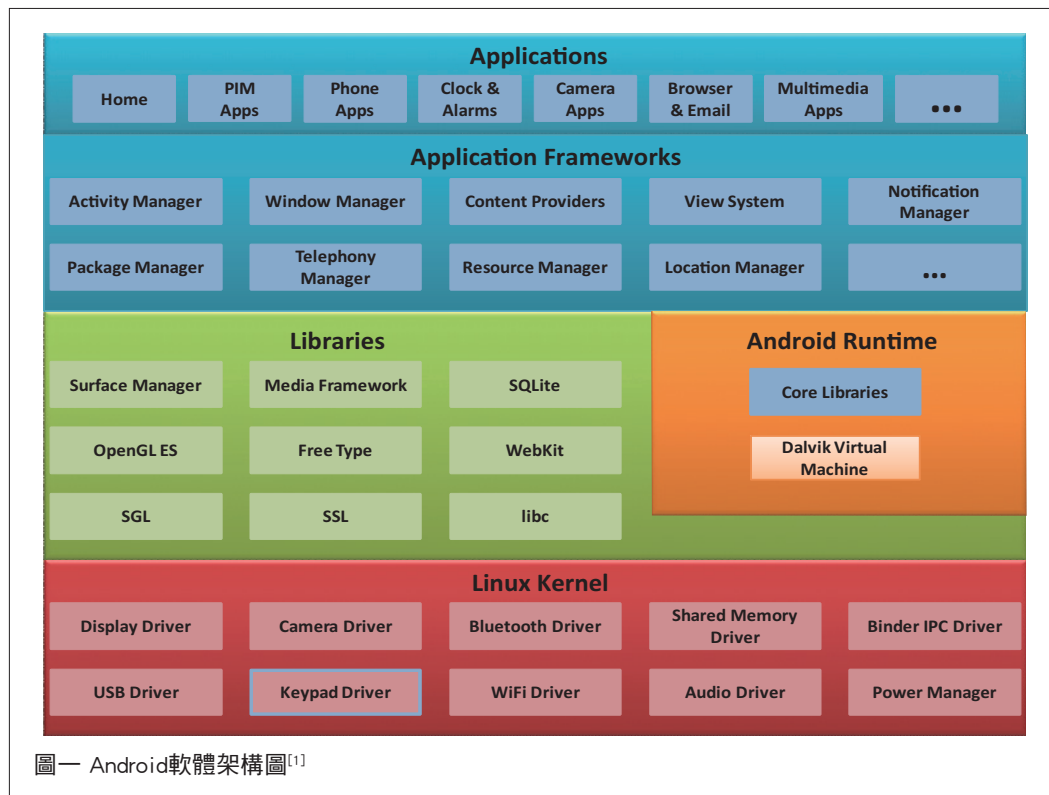 Applications
Home
PIM
Apps
Phone
Apps
Clock &
Alarms
Camera
Apps
Browser
& Email
Multimedia
Apps
...
Application Frameworks
Activity Manager
Window Manager
Content Providers
View System
Notification
Manager
Package Manager
Telephony
Manager
Resource Manager
Location Manager
...
Libraries
Surface Manager
Media Framework
SQLite
OpenGL ES
Free Type
WebKit
SGL
SSL
libc
Android Runtime
Core Libraries
Dalvik Virtual
Machine
Linux Kernel
Display Driver
Camera Driver
Bluetooth Driver
Shared Memory
Driver
Binder IPC Driver
USB Driver
Keypad Driver
WiFi Driver
Audio Driver
Power Manager
圖一 Android軟體架構圖[1]